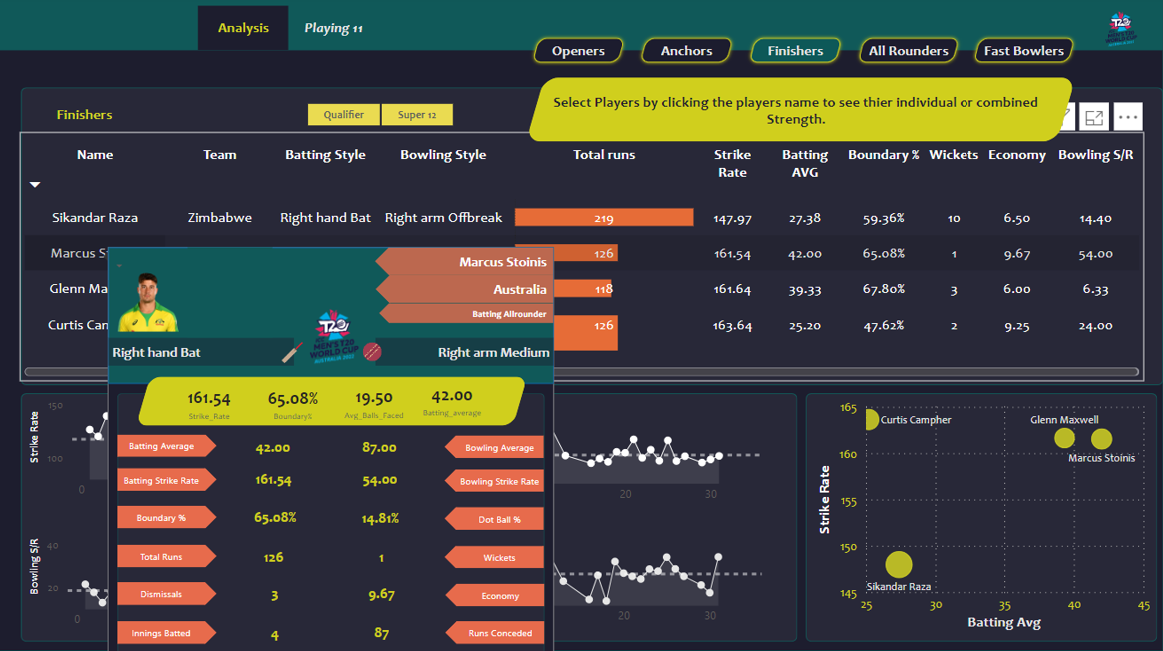 Analysis
Playing 11
T20
WORLD CUP
Openers
Anchors
Finishers
All Rounders
Fast Bowlers
Select Players by clicking the players name to see thier individual or combined
Strength.
Finishers
Qualifier
Super 12
Name
Team
Batting Style
Bowling Style
Total runs
Strike
Rate
Batting
AVG
Boundary %
Wickets
Economy
Bowling S/R
Sikandar Raza Zimbabwe Right hand Bat Right arm Offbreak 219 147.97 27.38 59.36% 10 6.50 14.40
Marcus S 126 161.54 42.00 65.08% 1 9.67 54.00
Glenn Ma 118 161.64 39.33 67.80% 3 6.00 6.33
Curtis Can 126 163.64 25.20 47.62% 2 9.25 24.00
Marcus Stoinis
Australia
Batting Allrounder
T20
MEN'S T20
WORLD CUP
AUSTRALIA 2022
Right hand Bat
Right arm Medium
161.54 65.08% 19.50 42.00
Strike_Rate Boundary% Avg_Balls_Faced Batting_average
Batting Average 42.00 87.00 Bowling Average
Batting Strike Rate 161.54 54.00 Bowling Strike Rate
Boundary % 65.08% 14.81% Dot Ball %
Total Runs 126 1 Wickets
Dismissals 3 9.67 Economy
Innings Batted 4 87 Runs Conceded
Strike Rate
150
100
0
20
30
Bowling S/R
40
20
0
20
30
Strike Rate
165
160
155
150
145
Curtis Campher
Glenn Maxwell
Marcus Stoinis
Sikandar Raza
25 30 35 40 45
Batting Avg